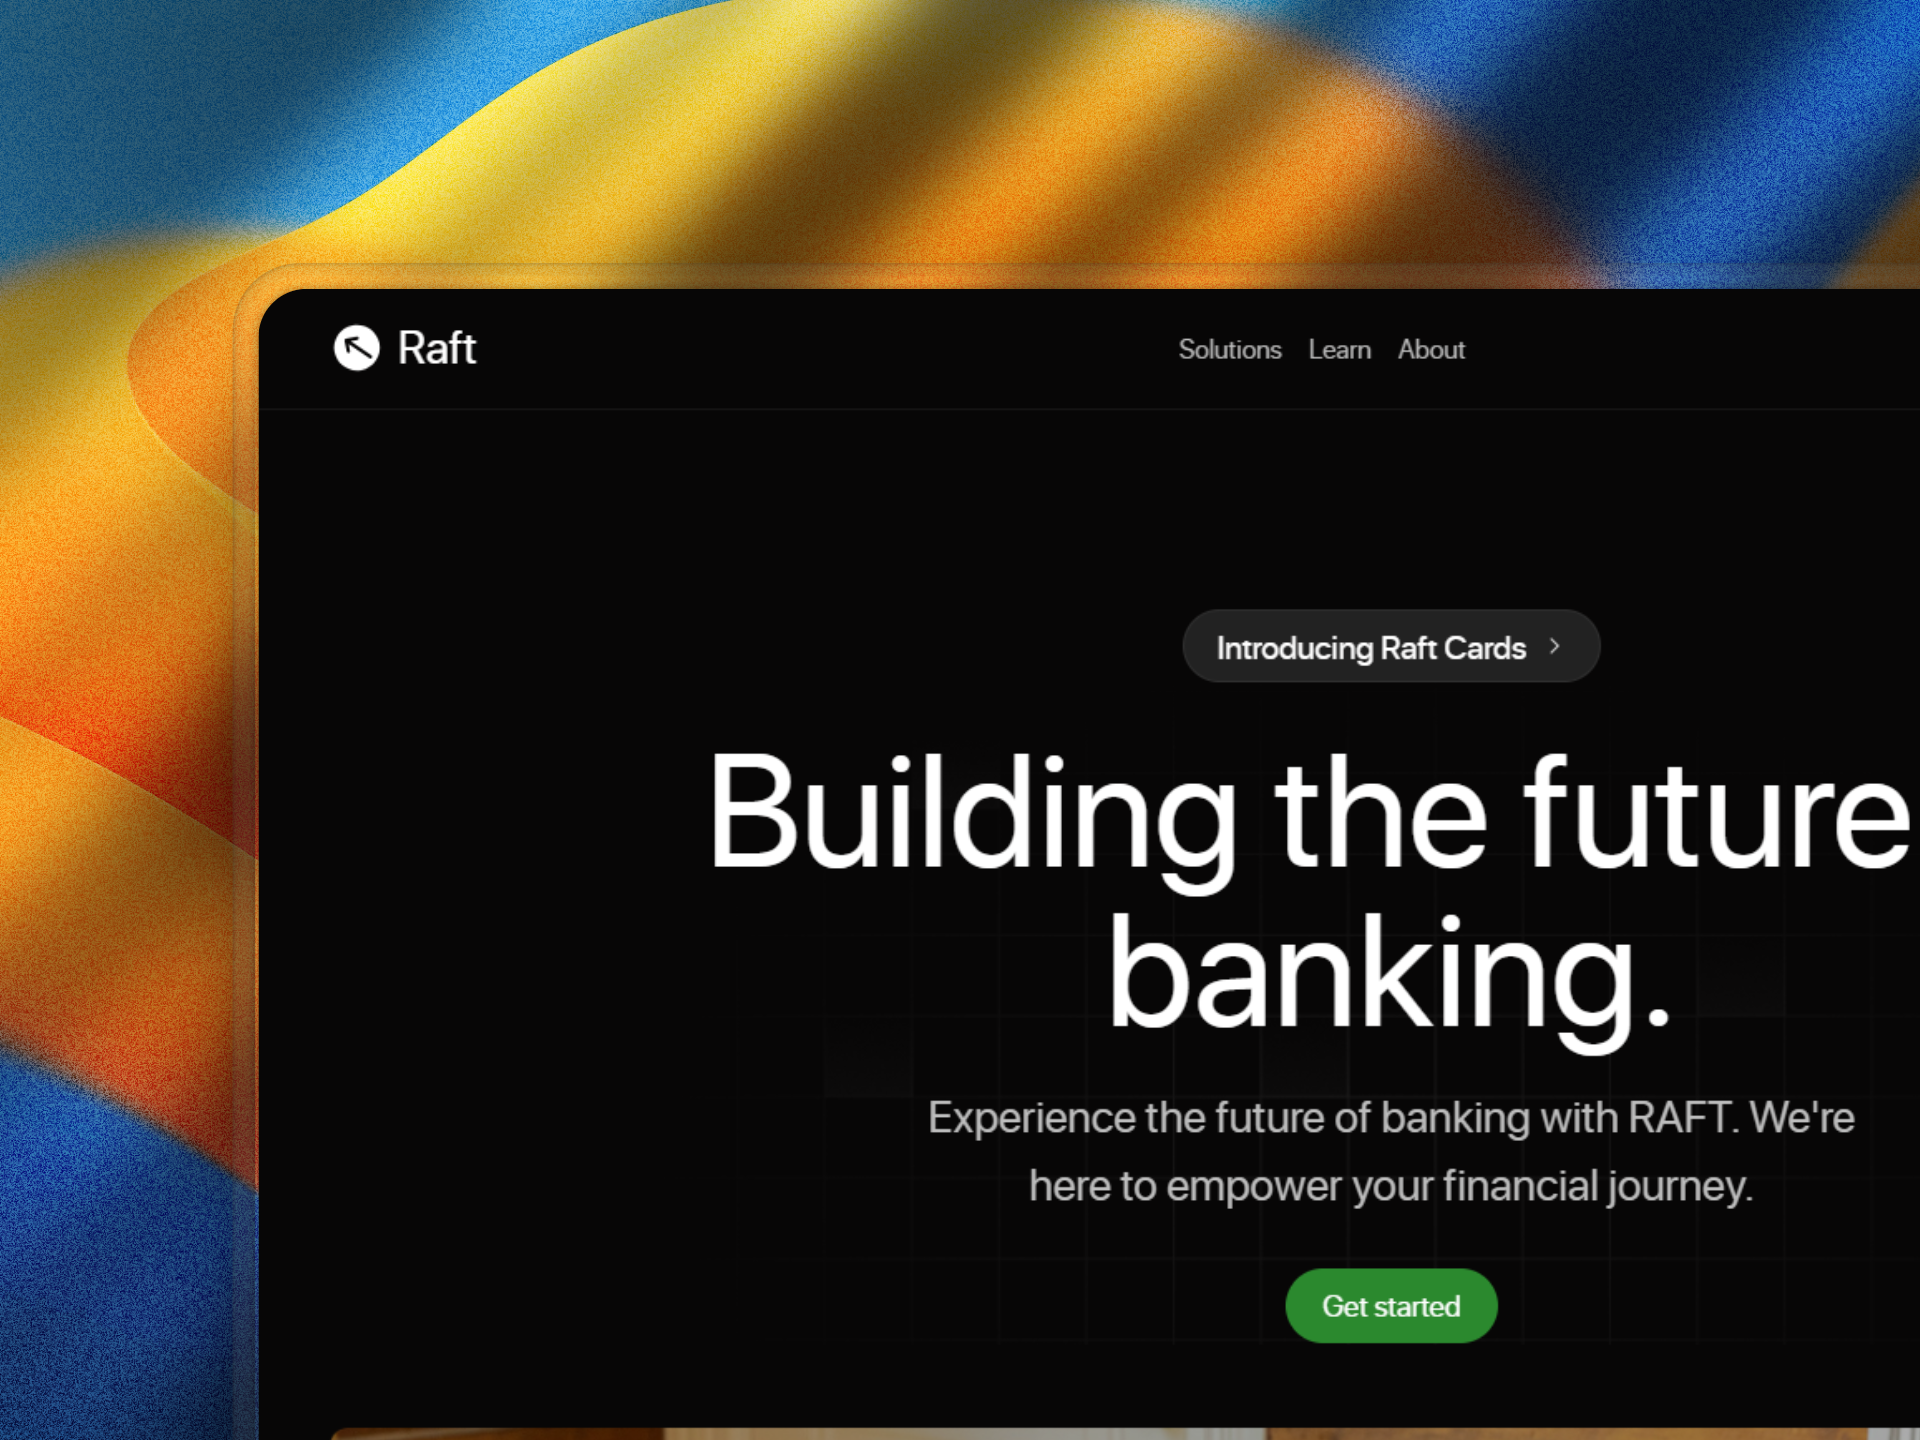 Raft
Solutions Learn About
Introducing Raft Cards
Building the future
banking.
Experience the future of banking with RAFT. We're
here to empower your financial journey.
Get started